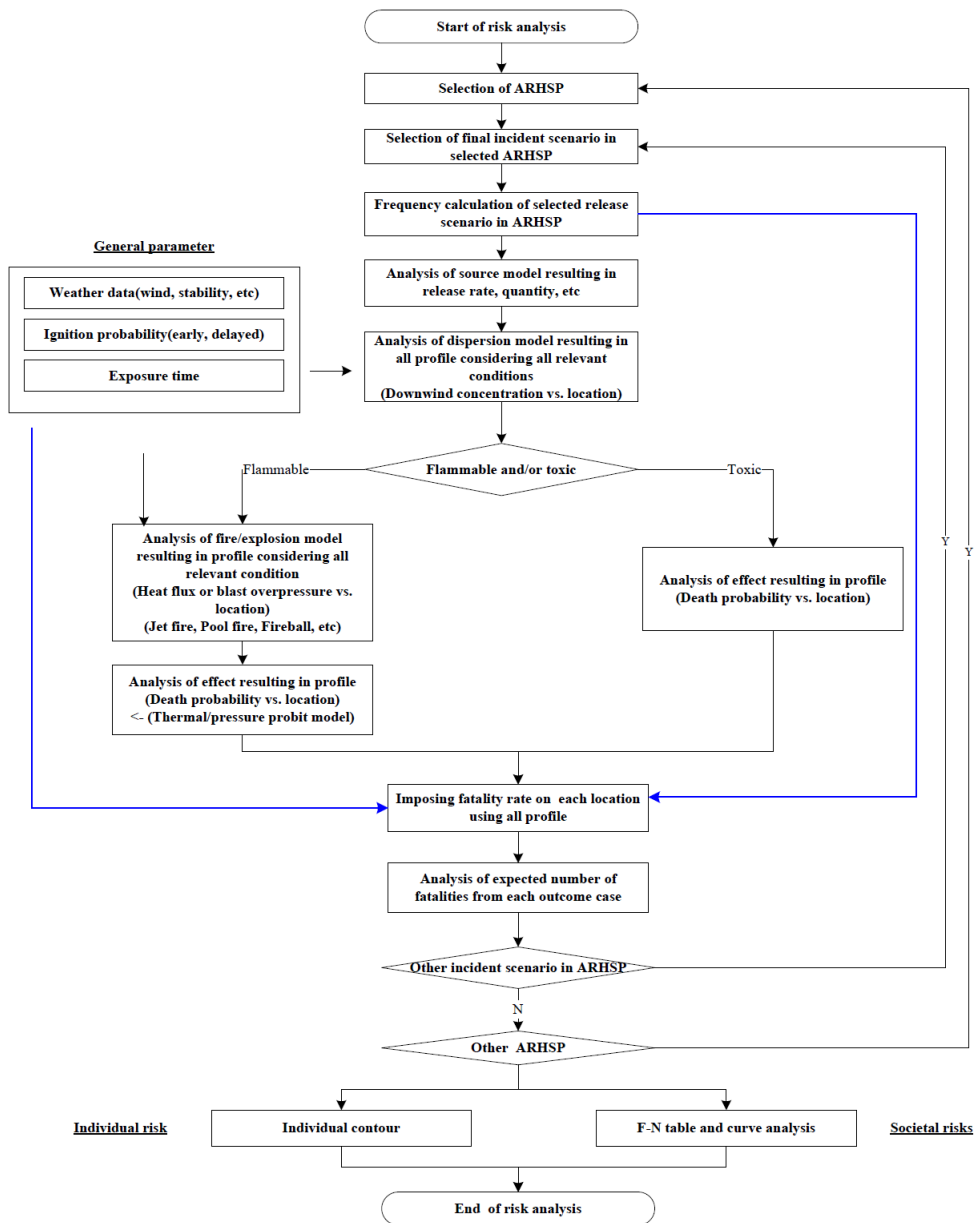 Start of risk analysis
Selection of ARHSP
Selection of final incident scenario in
selected ARHSP
Frequency calculation of selected release
scenario in ARHSP
General parameter
Weather data(wind, stability, etc)
Ignition probability(early, delayed)
Exposure time
Analysis of source model resulting in
release rate, quantity, etc
Analysis of dispersion model resulting in
all profile considering all relevant
conditions
(Downwind concentration vs. location)
Flammable
Flammable and/or toxic
Toxic
Analysis of fire/explosion model
resulting in profile considering all
relevant condition
(Heat flux or blast overpressure vs.
location)
(Jet fire, Pool fire, Fireball, etc)
Analysis of effect resulting in profile
(Death probability vs. location)
Y
Y
Analysis of effect resulting in profile
(Death probability vs. location)
<- (Thermal/pressure probit model)
Imposing fatality rate on each location
using all profile
Analysis of expected number of
fatalities from each outcome case
Other incident scenario in ARHSP
N
Other ARHSP
Individual risk
Individual contour
F-N table and curve analysis
Societal risks
End of risk analysis